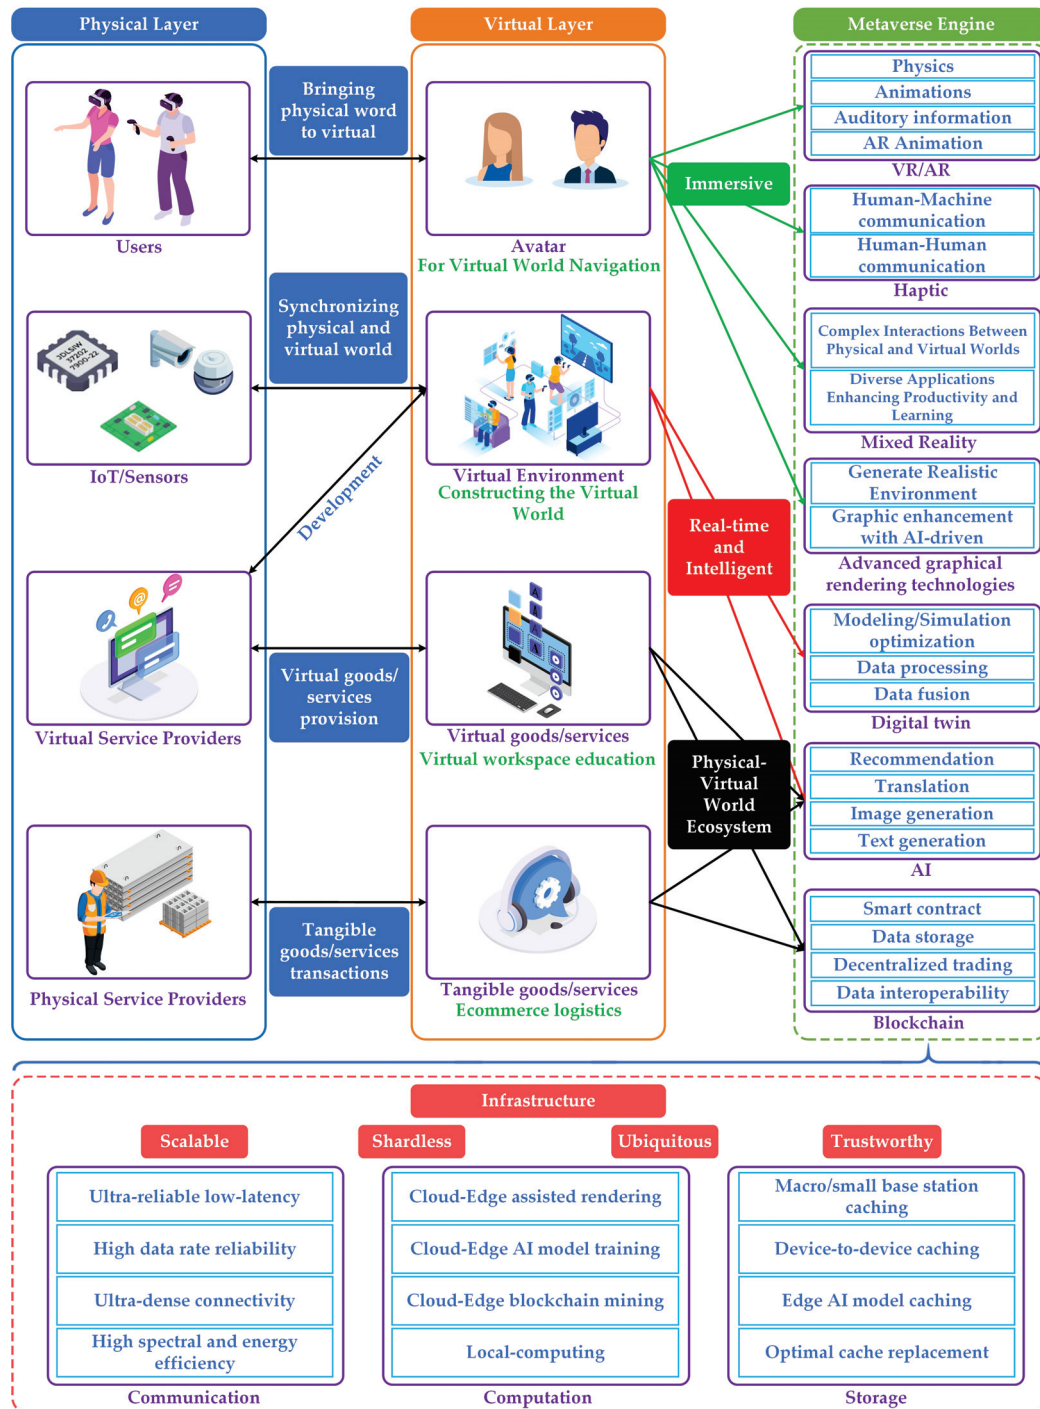 Physical Layer
Virtual Layer
Metaverse Engine
Bringing
physical word
to virtual
Users
Avatar
For Virtual World Navigation
Immersive
Physics
Animations
Auditory information
AR Animation
VR/AR
Human-Machine
communication
Human-Human
communication
Haptic
Synchronizing
physical and
virtual world
JDLSIW
37202
7900-22
IoT/Sensors
Virtual Environment
Constructing the Virtual
World
Development
Complex Interactions Between
Physical and Virtual Worlds
Diverse Applications
Enhancing Productivity and
Learning
Mixed Reality
Generate Realistic
Environment
Graphic enhancement
with AI-driven
Advanced graphical
rendering technologies
Real-time
and
Intelligent
Virtual Service Providers
Virtual goods/
services
provision
A
A
A
A
Virtual goods/services
Virtual workspace education
Modeling/Simulation
optimization
Data processing
Data fusion
Digital twin
Physical-
Virtual
World
Ecosystem
Recommendation
Translation
Image generation
Text generation
AI
Physical Service Providers
Tangible
goods/services
transactions
Tangible goods/services
Ecommerce logistics
Smart contract
Data storage
Decentralized trading
Data interoperability
Blockchain
Infrastructure
Scalable
Shardless
Ubiquitous
Trustworthy
Ultra-reliable low-latency
High data rate reliability
Ultra-dense connectivity
High spectral and energy
efficiency
Communication
Cloud-Edge assisted rendering
Cloud-Edge AI model training
Cloud-Edge blockchain mining
Local-computing
Computation
Macro/small base station
caching
Device-to-device caching
Edge AI model caching
Optimal cache replacement
Storage